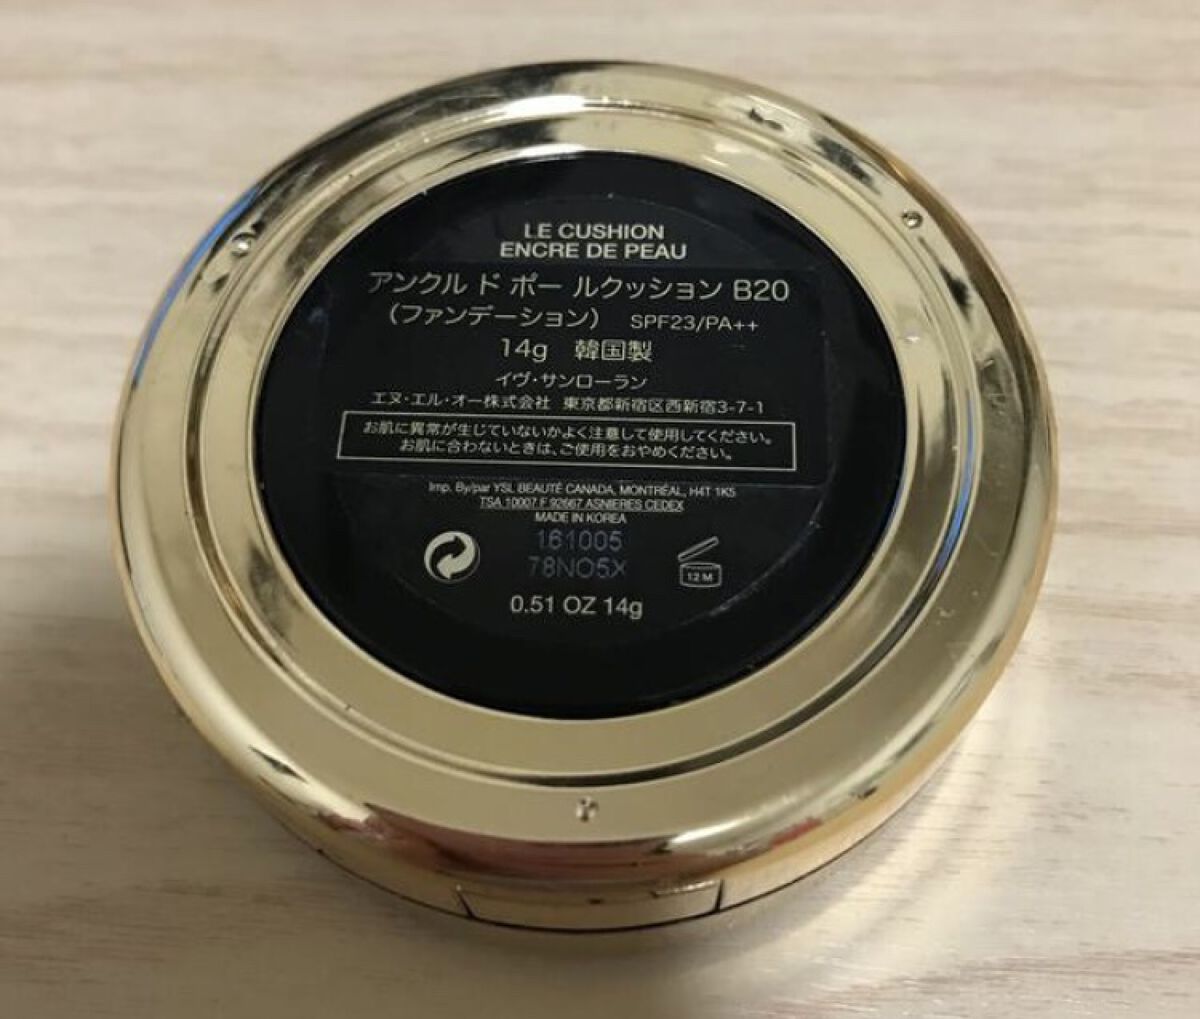 LE CUSHION
ENCRE DE PEAU
アンクル ド ポー ルクッション B20
（ファンデーション） SPF23/PA++
14g 韓国製
イヴ・サンローラン
エヌ・エル・オー株式会社 東京都新宿区西新宿3-7-1
お肌に異常が生じていないかよく注意して使用してください。
お肌に合わないときは、ご使用をおやめください。
Imp. By/par YSL BEAUTÉ CANADA, MONTRÉAL, H4T 1K5
TSA 10007 F 92667 ASNIERES CEDEX
MADE IN KOREA
161005
78NO5X
12 M
0.51 OZ 14g